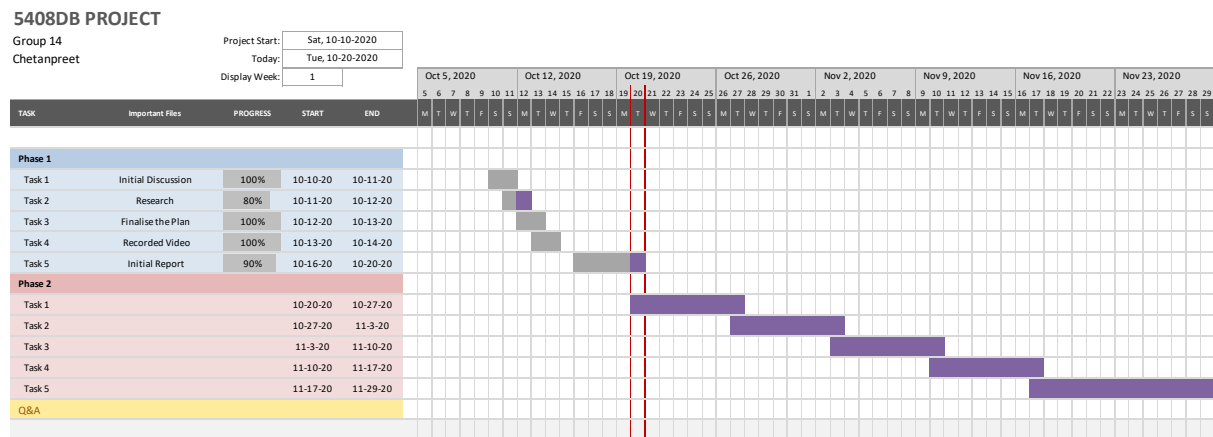 5408DB PROJECT
Group 14
Project Start: Sat, 10-10-2020
Chetanpreet
Today: Tue, 10-20-2020
Display Week: 1
Oct 5, 2020 Oct 12, 2020 Oct 19, 2020 Oct 26, 2020 Nov 2, 2020 Nov 9, 2020 Nov 16, 2020 Nov 23, 2020
5 6 7 8 9 10 11 12 13 14 15 16 17 18 19 20 21 22 23 24 25 26 27 28 29 30 31 1 2 3 4 5 6 7 8 9 10 11 12 13 14 15 16 17 18 19 20 21 22 23 24 25 26 27 28 29
TASK Important Files PROGRESS START END M T W T F S S M T W T F S S M T W T F S S M T W T F S S M T W T F S S M T W T F S S M T W T F S S M T W T F S S
Phase 1
Task 1 Initial Discussion 100% 10-10-20 10-11-20
Task 2 Research 80% 10-11-20 10-12-20
Task 3 Finalise the Plan 100% 10-12-20 10-13-20
Task 4 Recorded Video 100% 10-13-20 10-14-20
Task 5 Initial Report 90% 10-16-20 10-20-20
Phase 2
Task 1 10-20-20 10-27-20
Task 2 10-27-20 11-3-20
Task 3 11-3-20 11-10-20
Task 4 11-10-20 11-17-20
Task 5 11-17-20 11-29-20
Q&A